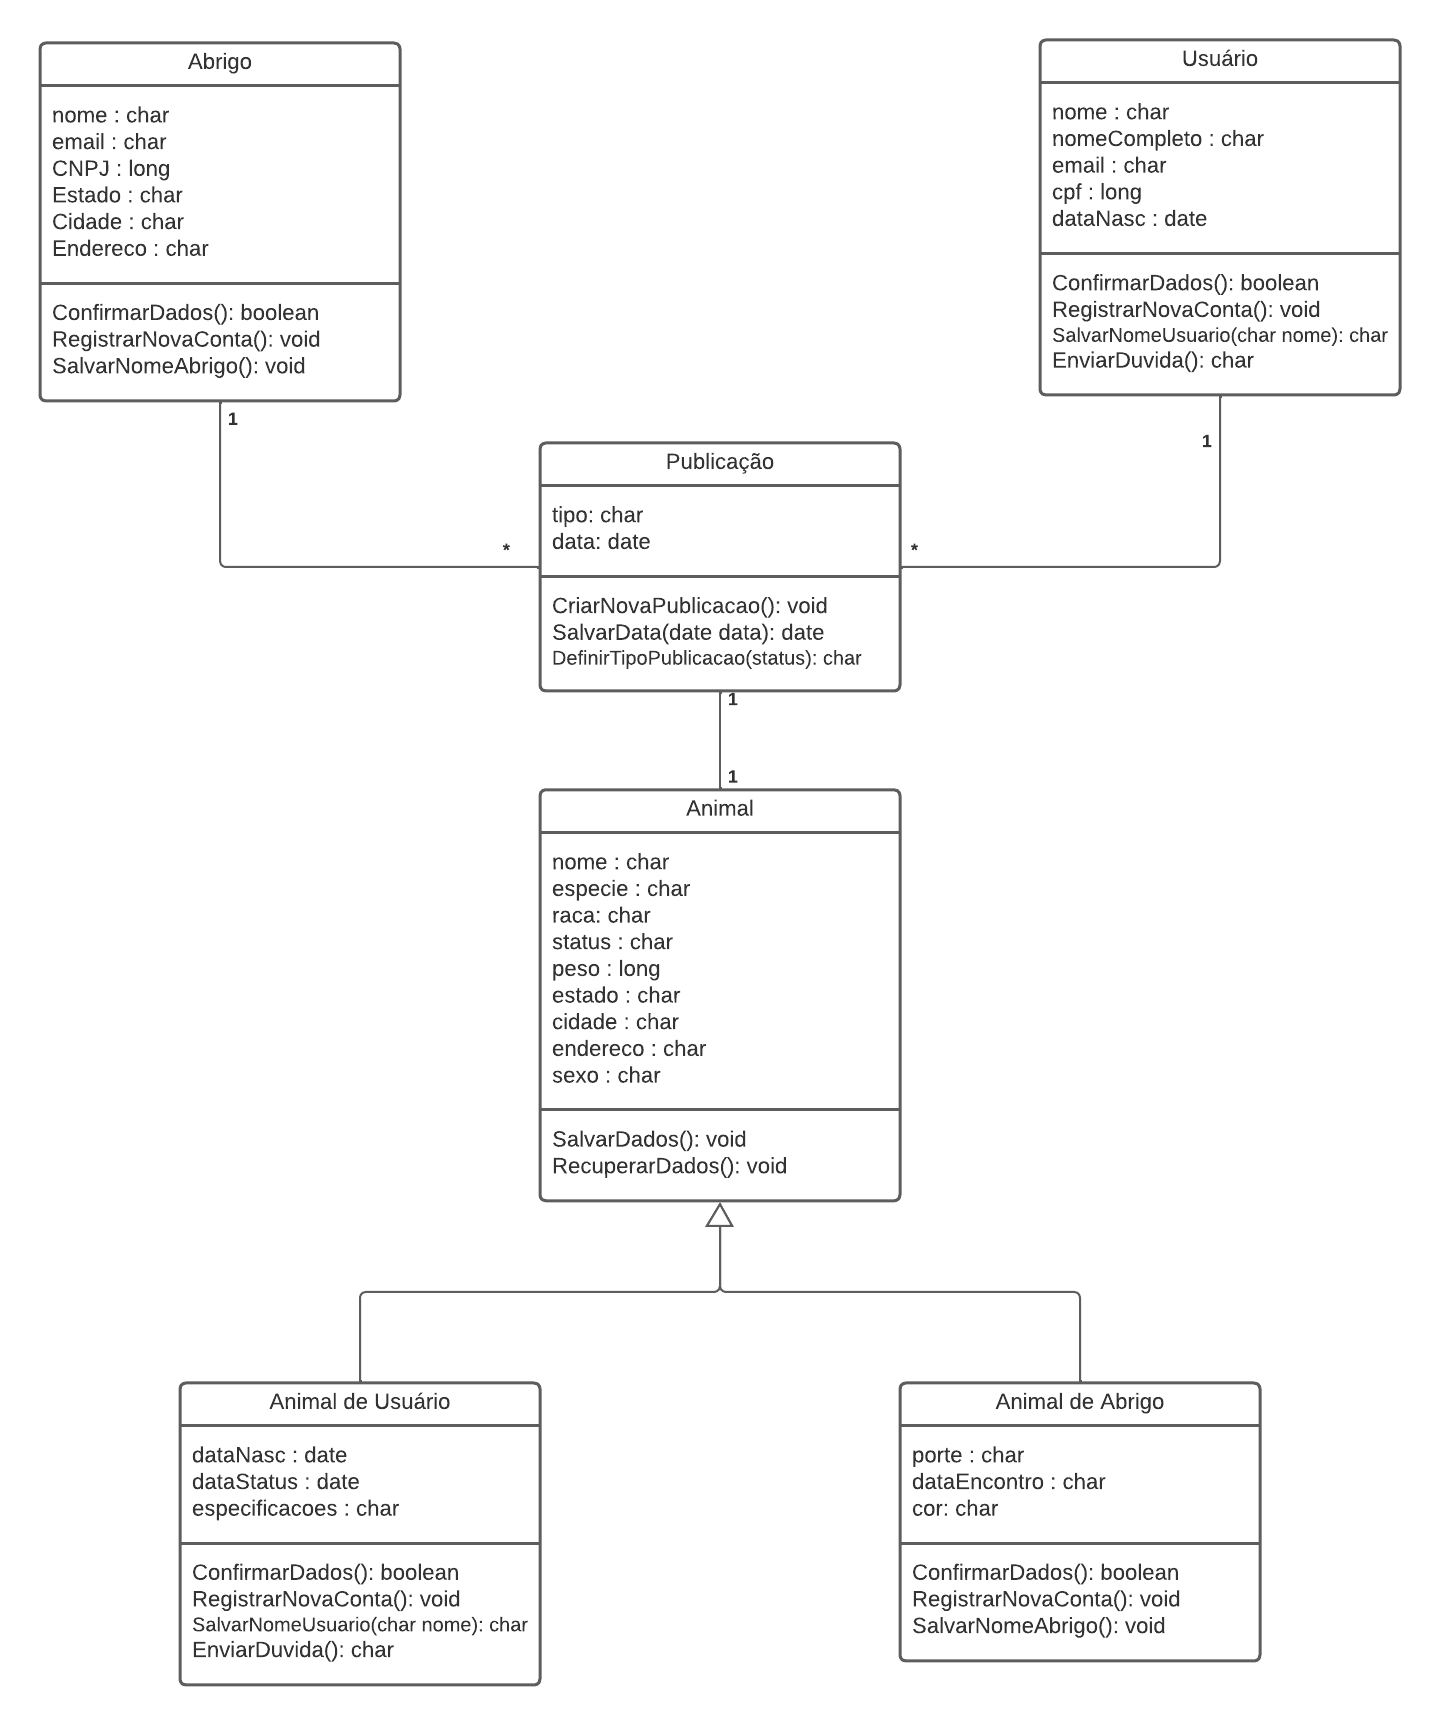 Abrigo
nome : char
email : char
CNPJ : long
Estado : char
Cidade : char
Endereco : char
ConfirmarDados(): boolean
RegistrarNovaConta(): void
SalvarNomeAbrigo(): void
1
Usuário
nome : char
nomeCompleto : char
email : char
cpf : long
dataNasc : date
ConfirmarDados(): boolean
RegistrarNovaConta(): void
SalvarNomeUsuario(char nome): char
EnviarDuvida(): char
1
Publicação
tipo: char
data: date
*
*
CriarNovaPublicacao(): void
SalvarData(date data): date
DefinirTipoPublicacao(status): char
1
1
Animal
nome : char
especie : char
raca: char
status : char
peso : long
estado : char
cidade : char
endereco : char
sexo : char
SalvarDados(): void
RecuperarDados(): void
Animal de Usuário
dataNasc : date
dataStatus : date
especificacoes : char
ConfirmarDados(): boolean
RegistrarNovaConta(): void
SalvarNomeUsuario(char nome): char
EnviarDuvida(): char
Animal de Abrigo
porte : char
dataEncontro : char
cor: char
ConfirmarDados(): boolean
RegistrarNovaConta(): void
SalvarNomeAbrigo(): void